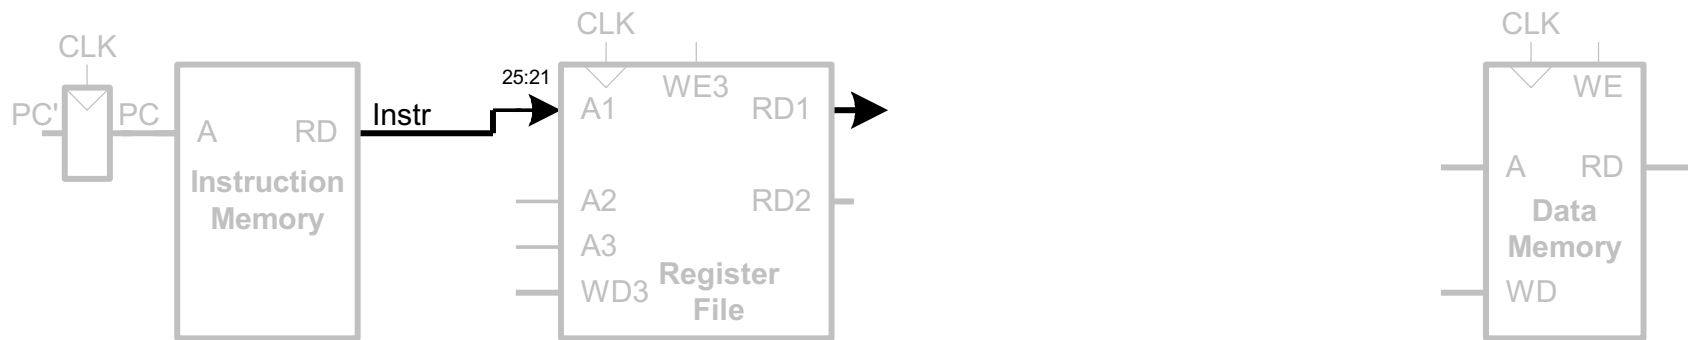 CLK
PC'
PC
A
RD
Instruction
Memory
Instr
25:21
CLK
WE3
A1
RD1
A2
RD2
A3
WD3
Register
File
CLK
WE
A
RD
Data
Memory
WD